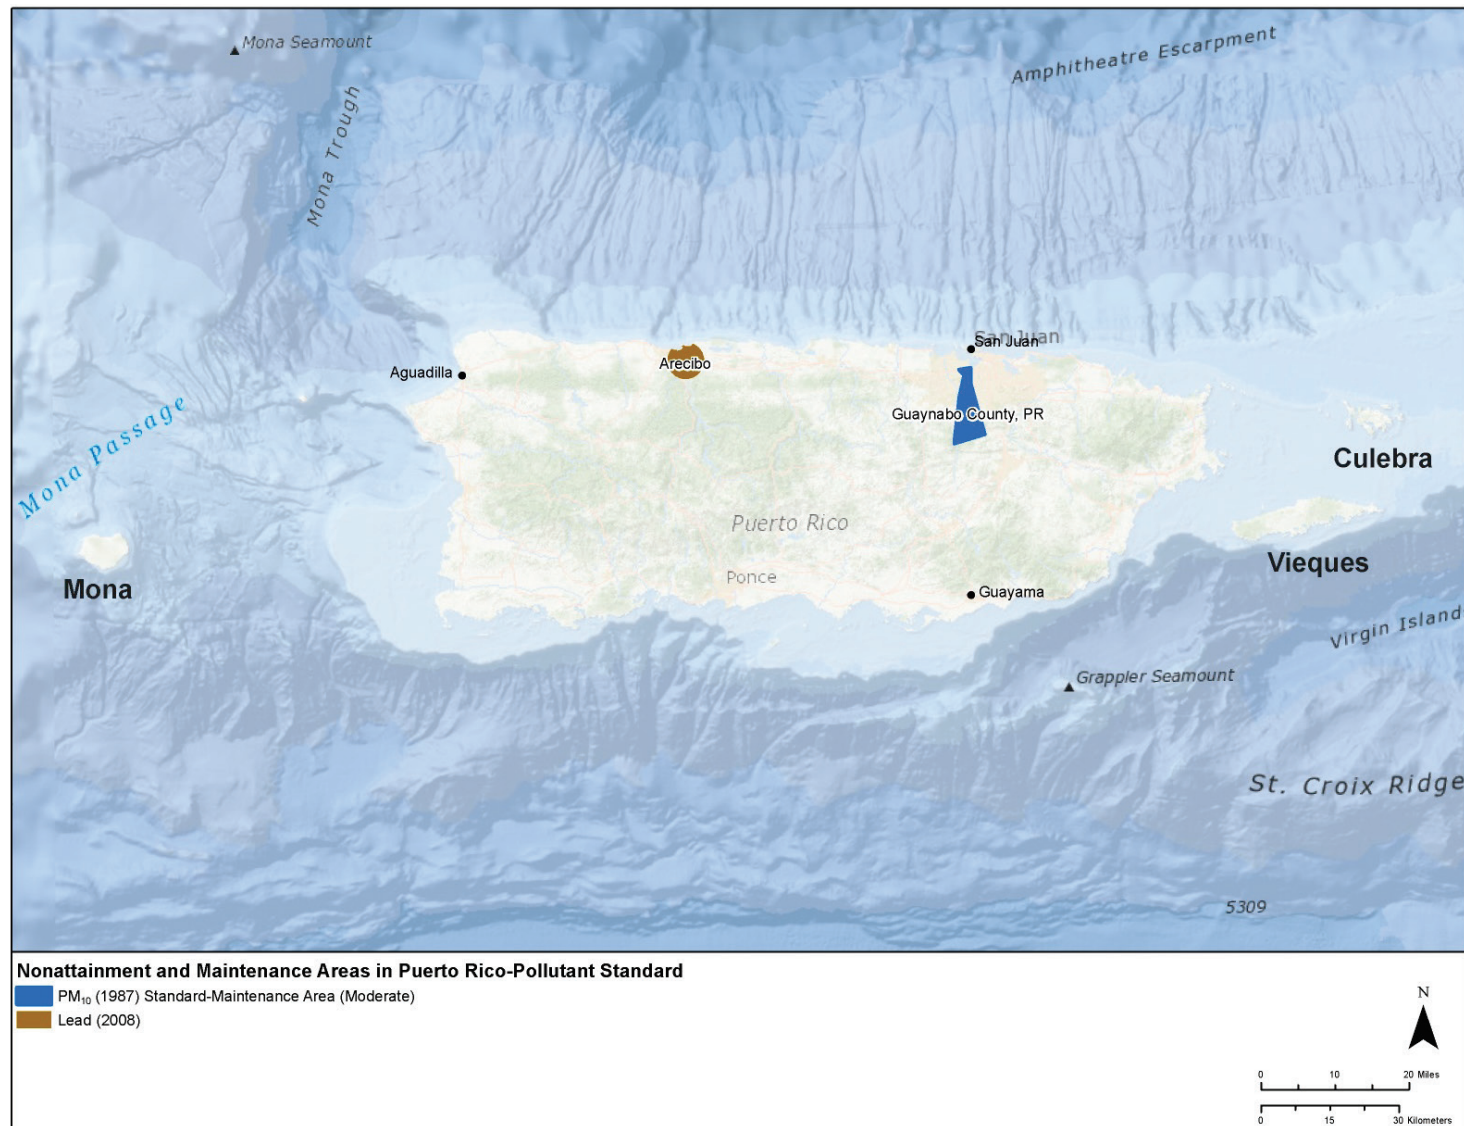 Mona Seamount
Amphitheatre Escarpment
Mona Trough
San Juan
San Juan
Arecibo
Aguadilla
Guaynabo County, PR
Mona Passage
Culebra
Puerto Rico
Vieques
Ponce
Mona
Guayama
Virgin Island
Grappler Seamount
St. Croix Ridge
5309
Nonattainment and Maintenance Areas in Puerto Rico-Pollutant Standard
PM₁₀ (1987) Standard-Maintenance Area (Moderate)
Lead (2008)
N
0 10 20 Miles
0 15 30 Kilometers